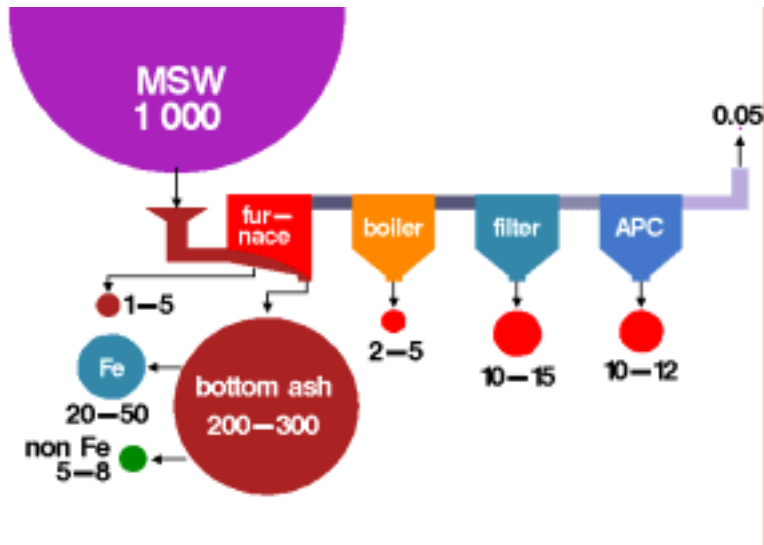 MSW
1 000
0.05
fur–
nace
boiler
filter
APC
1–5
Fe
20–50
non Fe
5–8
bottom ash
200–300
2–5
10–15
10–12